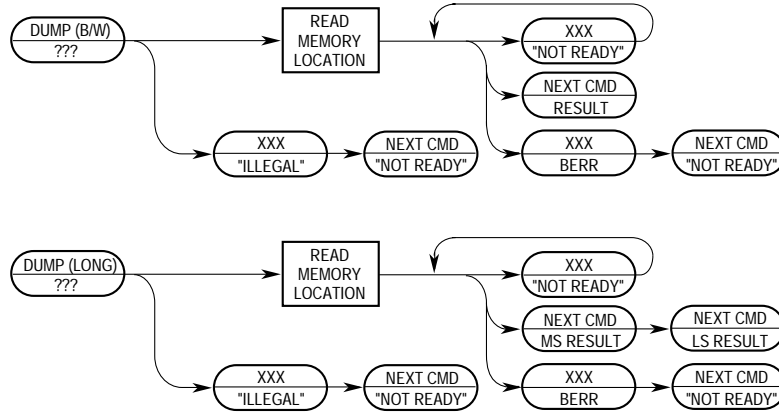 DUMP (B/W)
???
READ
MEMORY
LOCATION
XXX
"NOT READY"
NEXT CMD
RESULT
XXX
"ILLEGAL"
NEXT CMD
"NOT READY"
XXX
BERR
NEXT CMD
"NOT READY"
DUMP (LONG)
???
READ
MEMORY
LOCATION
XXX
"NOT READY"
NEXT CMD
MS RESULT
NEXT CMD
LS RESULT
XXX
"ILLEGAL"
NEXT CMD
"NOT READY"
XXX
BERR
NEXT CMD
"NOT READY"